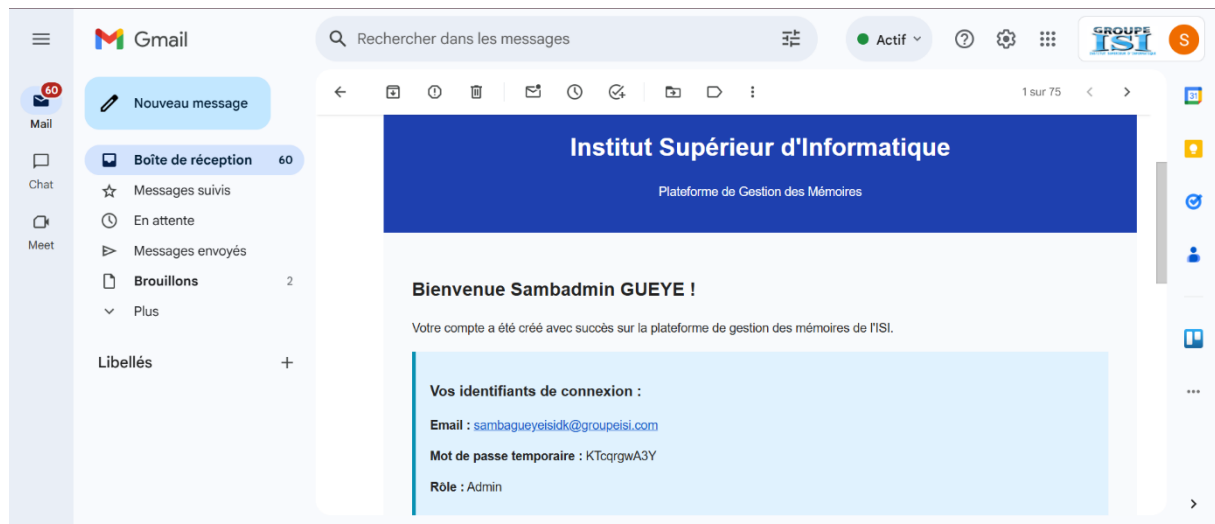 Gmail
Rechercher dans les messages
Actif
GROUPE
ISI
S
60
Mail
Nouveau message
1 sur 75
31
Chat
Meet
Boîte de réception 60
Messages suivis
En attente
Messages envoyés
Brouillons 2
Plus
Libellés
Institut Supérieur d'Informatique
Plateforme de Gestion des Mémoires
Bienvenue Sambadmin GUEYE !
Votre compte a été créé avec succès sur la plateforme de gestion des mémoires de l'ISI.
Vos identifiants de connexion :
Email : sambagueyeisidk@groupeisi.com
Mot de passe temporaire : KTcqrgwA3Y
Rôle : Admin